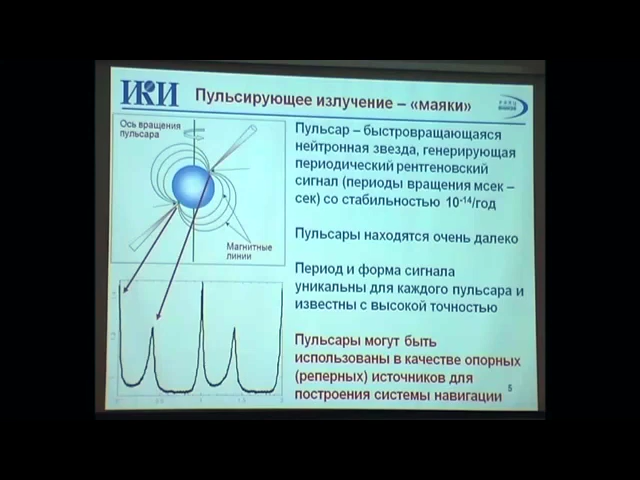 ИКИ
Пульсирующее излучение – «маяки»
Ось вращения
пульсара
Магнитные
линии
Пульсар – быстровращающаяся
нейтронная звезда, генерирующая
периодический рентгеновский
сигнал (периоды вращения мсек –
сек) со стабильностью 10-14/год
Пульсары находятся очень далеко
Период и форма сигнала
уникальны для каждого пульсара и
известны с высокой точностью
Пульсары могут быть
использованы в качестве опорных
(реперных) источников для
построения системы навигации
5